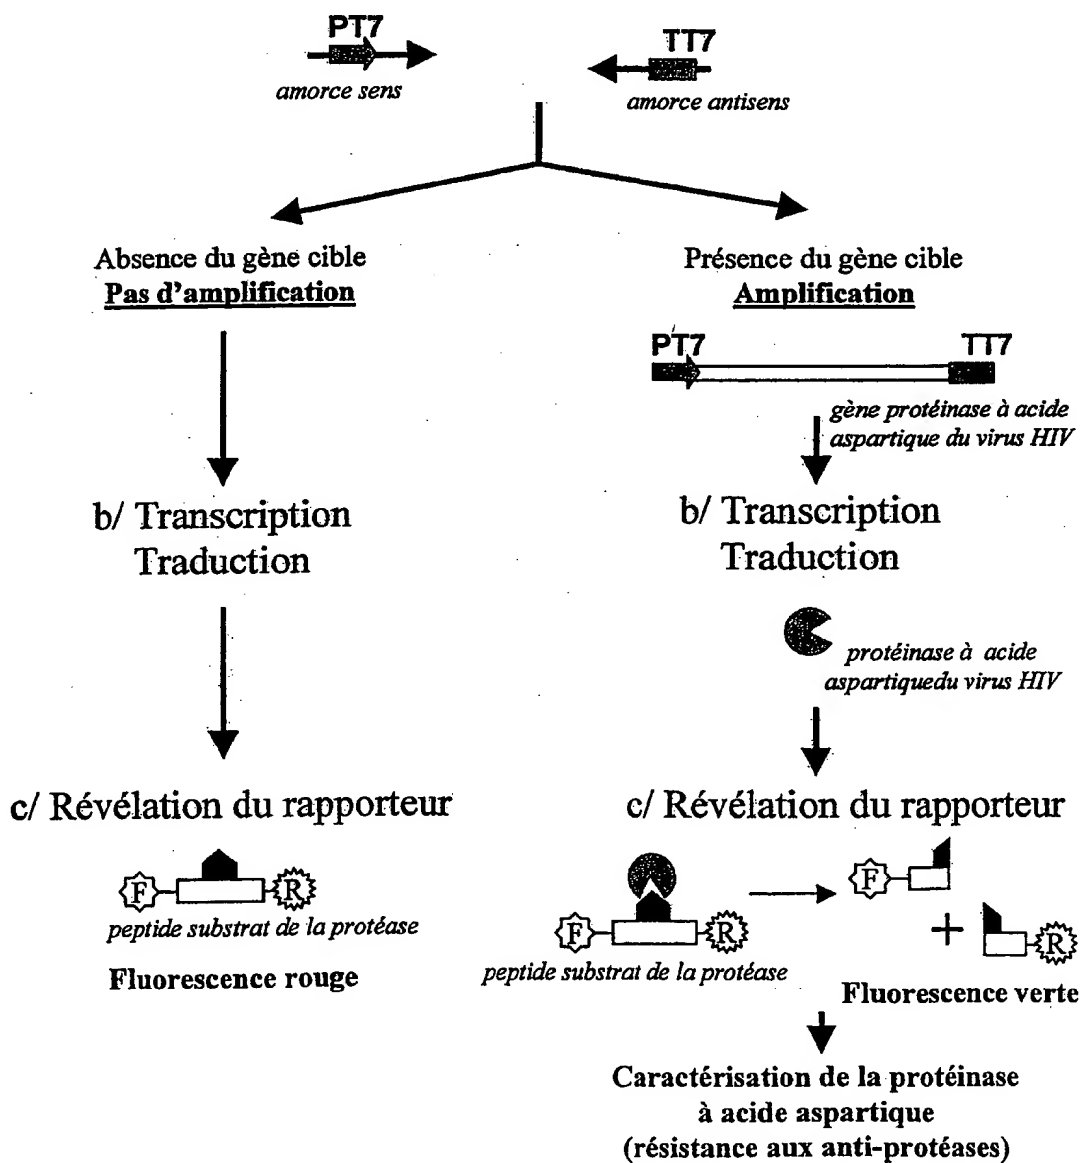 PT7
TT7
amorce sens
amorce antisens
Absence du gène cible
Pas d'amplification
Présence du gène cible
Amplification
PT7
TT7
gène protéinase à acide
aspartique du virus HIV
b/ Transcription
Traduction
b/ Transcription
Traduction
protéinase à acide
aspartiquedu virus HIV
c/ Révélation du rapporteur
c/ Révélation du rapporteur
F
R
peptide substrat de la protéase
Fluorescence rouge
F
R
peptide substrat de la protéase
F
+
R
Fluorescence verte
Caractérisation de la protéinase
à acide aspartique
(résistance aux anti-protéases)